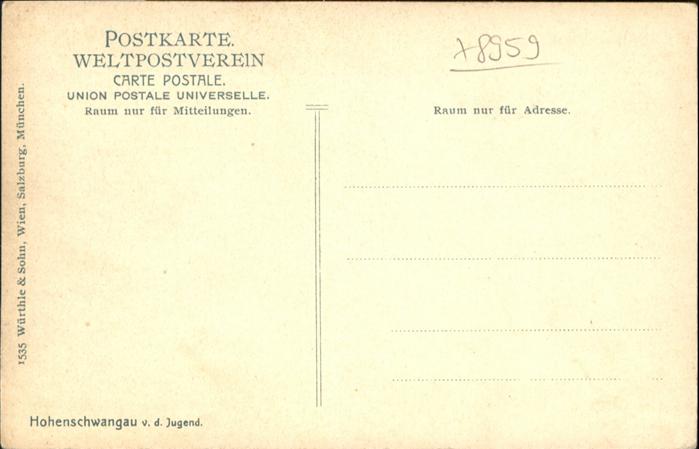 POSTKARTE.
WELTPOSTVEREIN
CARTE POSTALE.
UNION POSTALE UNIVERSELLE.
Raum nur für Mitteilungen.
+8959
Raum nur für Adresse.
1535 Würthle & Sohn, Wien, Salzburg, München.
Hohenschwangau v. d. Jugend.